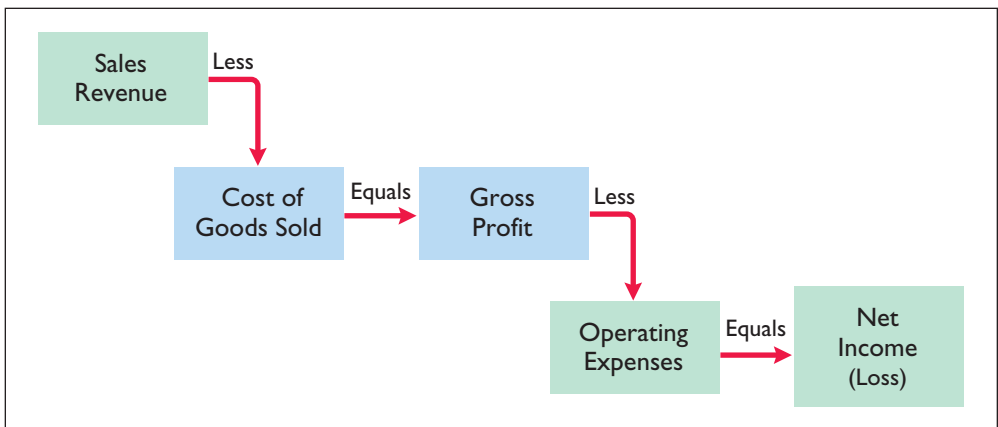 Sales
Revenue
Less
Cost of
Goods Sold
Equals
Gross
Profit
Less
Operating
Expenses
Equals
Net
Income
(Loss)